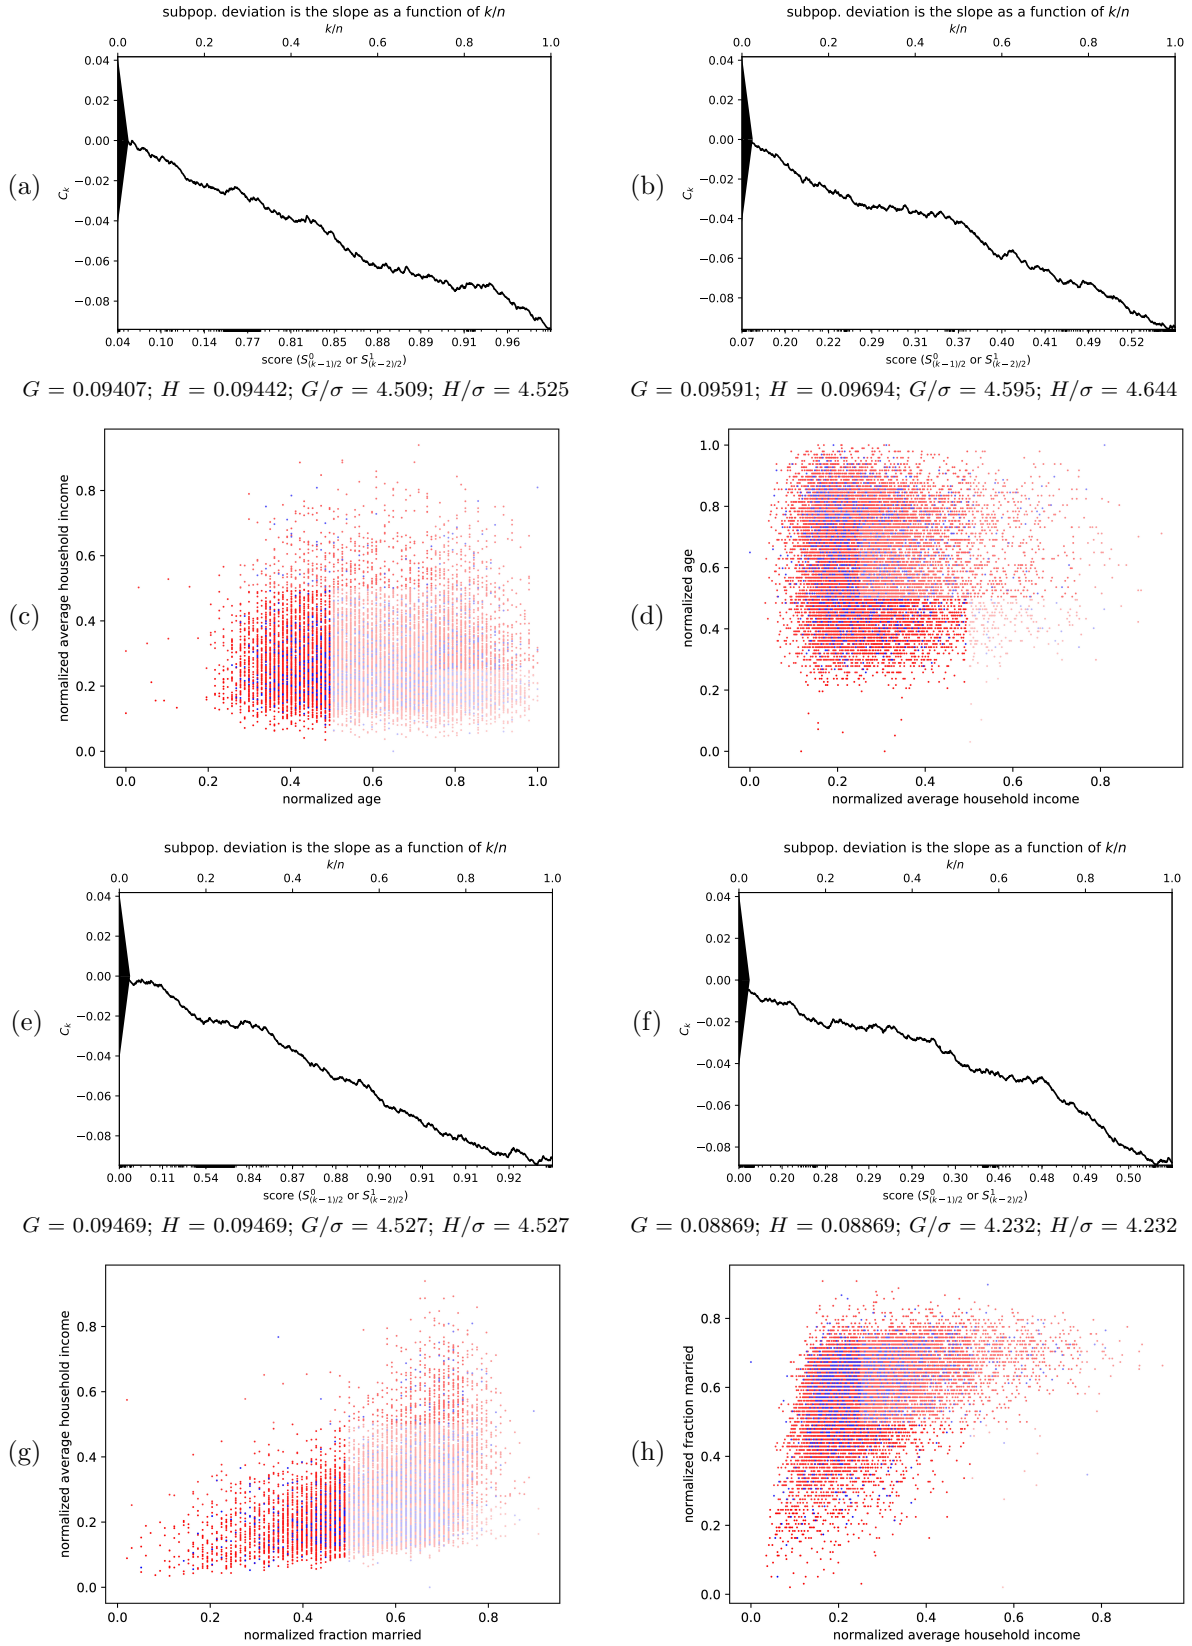 subpop. deviation is the slope as a function of k/n
k/n
0.0 0.2 0.4 0.6 0.8 1.0
0.04
0.02
0.00
−0.02
−0.04
−0.06
−0.08
C_k
(a)
0.04 0.10 0.14 0.77 0.81 0.85 0.88 0.89 0.91 0.96
score (S^0_{(k−1)/2} or S^1_{(k−2)/2})
G = 0.09407; H = 0.09442; G/σ = 4.509; H/σ = 4.525
subpop. deviation is the slope as a function of k/n
k/n
0.0 0.2 0.4 0.6 0.8 1.0
0.04
0.02
0.00
−0.02
−0.04
−0.06
−0.08
C_k
(b)
0.07 0.20 0.22 0.29 0.31 0.37 0.40 0.41 0.49 0.52
score (S^0_{(k−1)/2} or S^1_{(k−2)/2})
G = 0.09591; H = 0.09694; G/σ = 4.595; H/σ = 4.644
(c)
normalized average household income
0.8
0.6
0.4
0.2
0.0
0.0 0.2 0.4 0.6 0.8 1.0
normalized age
(d)
normalized age
1.0
0.8
0.6
0.4
0.2
0.0
0.0 0.2 0.4 0.6 0.8
normalized average household income
subpop. deviation is the slope as a function of k/n
k/n
0.0 0.2 0.4 0.6 0.8 1.0
0.04
0.02
0.00
−0.02
−0.04
−0.06
−0.08
C_k
(e)
0.00 0.11 0.54 0.84 0.87 0.88 0.90 0.91 0.91 0.92
score (S^0_{(k−1)/2} or S^1_{(k−2)/2})
G = 0.09469; H = 0.09469; G/σ = 4.527; H/σ = 4.527
subpop. deviation is the slope as a function of k/n
k/n
0.0 0.2 0.4 0.6 0.8 1.0
0.04
0.02
0.00
−0.02
−0.04
−0.06
−0.08
C_k
(f)
0.00 0.20 0.28 0.29 0.29 0.30 0.46 0.48 0.49 0.50
score (S^0_{(k−1)/2} or S^1_{(k−2)/2})
G = 0.08869; H = 0.08869; G/σ = 4.232; H/σ = 4.232
(g)
normalized average household income
0.8
0.6
0.4
0.2
0.0
0.0 0.2 0.4 0.6 0.8
normalized fraction married
(h)
normalized fraction married
0.8
0.6
0.4
0.2
0.0
0.0 0.2 0.4 0.6 0.8
normalized average household income